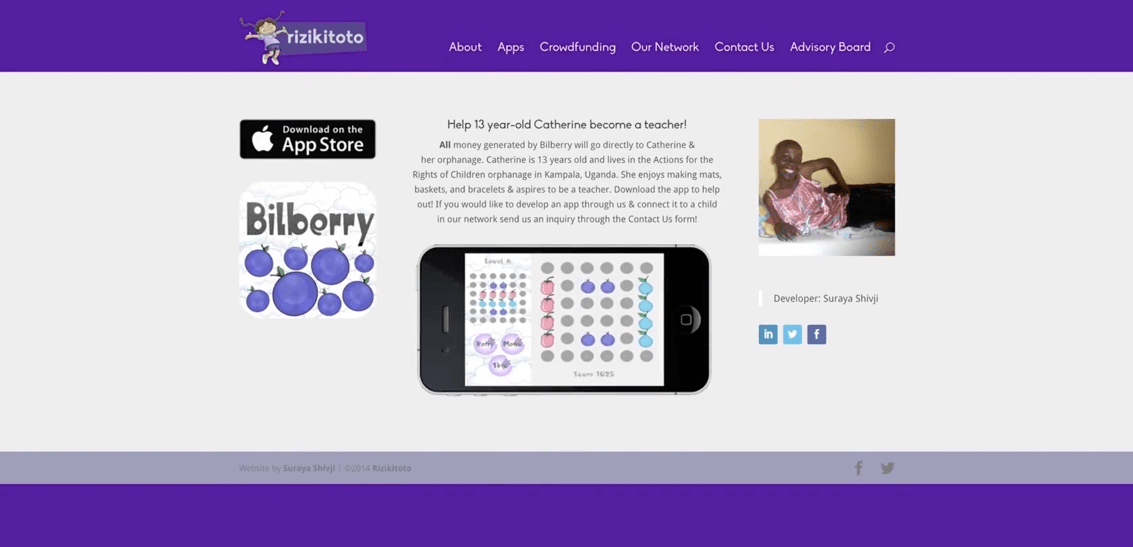 rizikitoto
About
Apps
Crowdfunding
Our Network
Contact Us
Advisory Board
Download on the
App Store
Bilberry
Help 13 year-old Catherine become a teacher!
All money generated by Bilberry will go directly to Catherine &
her orphanage. Catherine is 13 years old and lives in the Actions for the
Rights of Children orphanage in Kampala, Uganda. She enjoys making mats,
baskets, and bracelets & aspires to be a teacher. Download the app to help
out! If you would like to develop an app through us & connect it to a child
in our network send us an inquiry through the Contact Us form!
Level 6
Retry
Menu
Score 1025
Developer: Suraya Shivji
Website by Suraya Shivji | ©2014 Rizikitoto